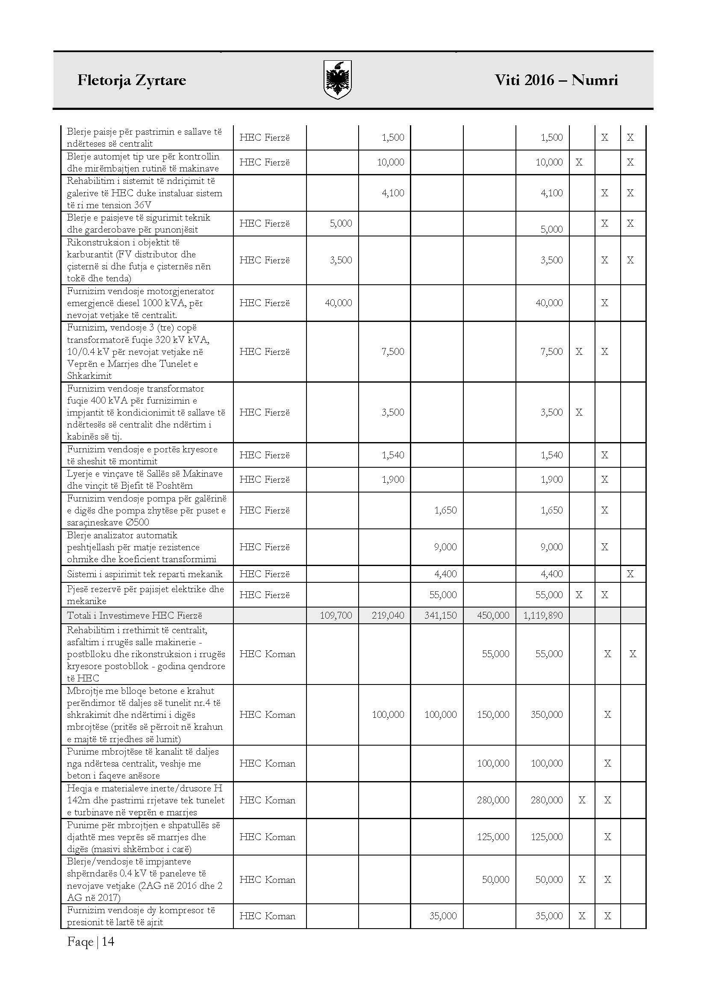 Fletorja Zyrtare
Viti 2016 – Numri
Blerje paisje për pastrimin e sallave të
ndërteses së centralit
HEC Fierzë 1,500 1,500 X X
Blerje automjet tip ure për kontrollin
dhe mirëmbajtjen rutinë të makinave
HEC Fierzë 10,000 10,000 X X
Rehabilitim i sistemit të ndriçimit të
galerive të HEC duke instaluar sistem
të ri me tension 36V
4,100 4,100 X X
Blerje e paisjeve të sigurimit teknik
dhe garderobave për punonjësit
HEC Fierzë 5,000 5,000 X X
Rikonstruksion i objektit të
karburantit (FV distributor dhe
çisternë si dhe futja e çisternës nën
tokë dhe tenda)
HEC Fierzë 3,500 3,500 X X
Furnizim vendosje motorgjenerator
emergjencë diesel 1000 kVA, për
nevojat vetjake të centralit.
HEC Fierzë 40,000 40,000 X
Furnizim, vendosje 3 (tre) copë
transformatorë fuqie 320 kV kVA,
10/0.4 kV për nevojat vetjake në
Veprën e Marrjes dhe Tunelet e
Shkarkimit
HEC Fierzë 7,500 7,500 X X
Furnizim vendosje transformator
fuqie 400 kVA për furnizimin e
impjantit të kondicionimit të sallave të
ndërtesës së centralit dhe ndërtim i
kabinës së tij.
HEC Fierzë 3,500 3,500 X
Furnizim vendosje e portës kryesore
të sheshit të montimit
HEC Fierzë 1,540 1,540 X
Lyerje e vinçave të Sallës së Makinave
dhe vinçit të Bjefit të Poshtëm
HEC Fierzë 1,900 1,900 X
Furnizim vendosje pompa për galërinë
e digës dhe pompa zhytëse për puset e
saraçineskave Ø500
HEC Fierzë 1,650 1,650 X
Blerje analizator automatik
peshtjellash për matje rezistence
ohmike dhe koeficient transformimi
HEC Fierzë 9,000 9,000 X
Sistemi i aspirimit tek reparti mekanik HEC Fierzë 4,400 4,400 X
Pjesë rezervë për pajisjet elektrike dhe
mekanike
HEC Fierzë 55,000 55,000 X X
Totali i Investimeve HEC Fierzë 109,700 219,040 341,150 450,000 1,119,890
Rehabilitim i rrethimit të centralit,
asfaltim i rrugës salle makinerie -
postblloku dhe rikonstruksion i rrugës
kryesore postobllok - godina qendrore
të HEC
HEC Koman 55,000 55,000 X X
Mbrojtje me blloqe betone e krahut
perëndimor të daljes së tunelit nr.4 të
shkrakimit dhe ndërtimi i digës
mbrojtëse (pritës së përroit në krahun
e majtë të rrjedhes së lumit)
HEC Koman 100,000 100,000 150,000 350,000 X
Punime mbrojtëse të kanalit të daljes
nga ndërtesa centralit, veshje me
beton i faqeve anësore
HEC Koman 100,000 100,000 X
Heqja e materialeve inerte/drusore H
142m dhe pastrimi rrjetave tek tunelet
e turbinave në veprën e marrjes
HEC Koman 280,000 280,000 X X
Punime për mbrojtjen e shpatullës së
djathtë mes veprës së marrjes dhe
digës (masivi shkëmbor i carë)
HEC Koman 125,000 125,000 X
Blerje/vendosje të impjanteve
shpërndarës 0.4 kV të paneleve të
nevojave vetjake (2AG në 2016 dhe 2
AG në 2017)
HEC Koman 50,000 50,000 X X
Furnizim vendosje dy kompresor të
presionit të lartë të ajrit
HEC Koman 35,000 35,000 X X
Faqe|14